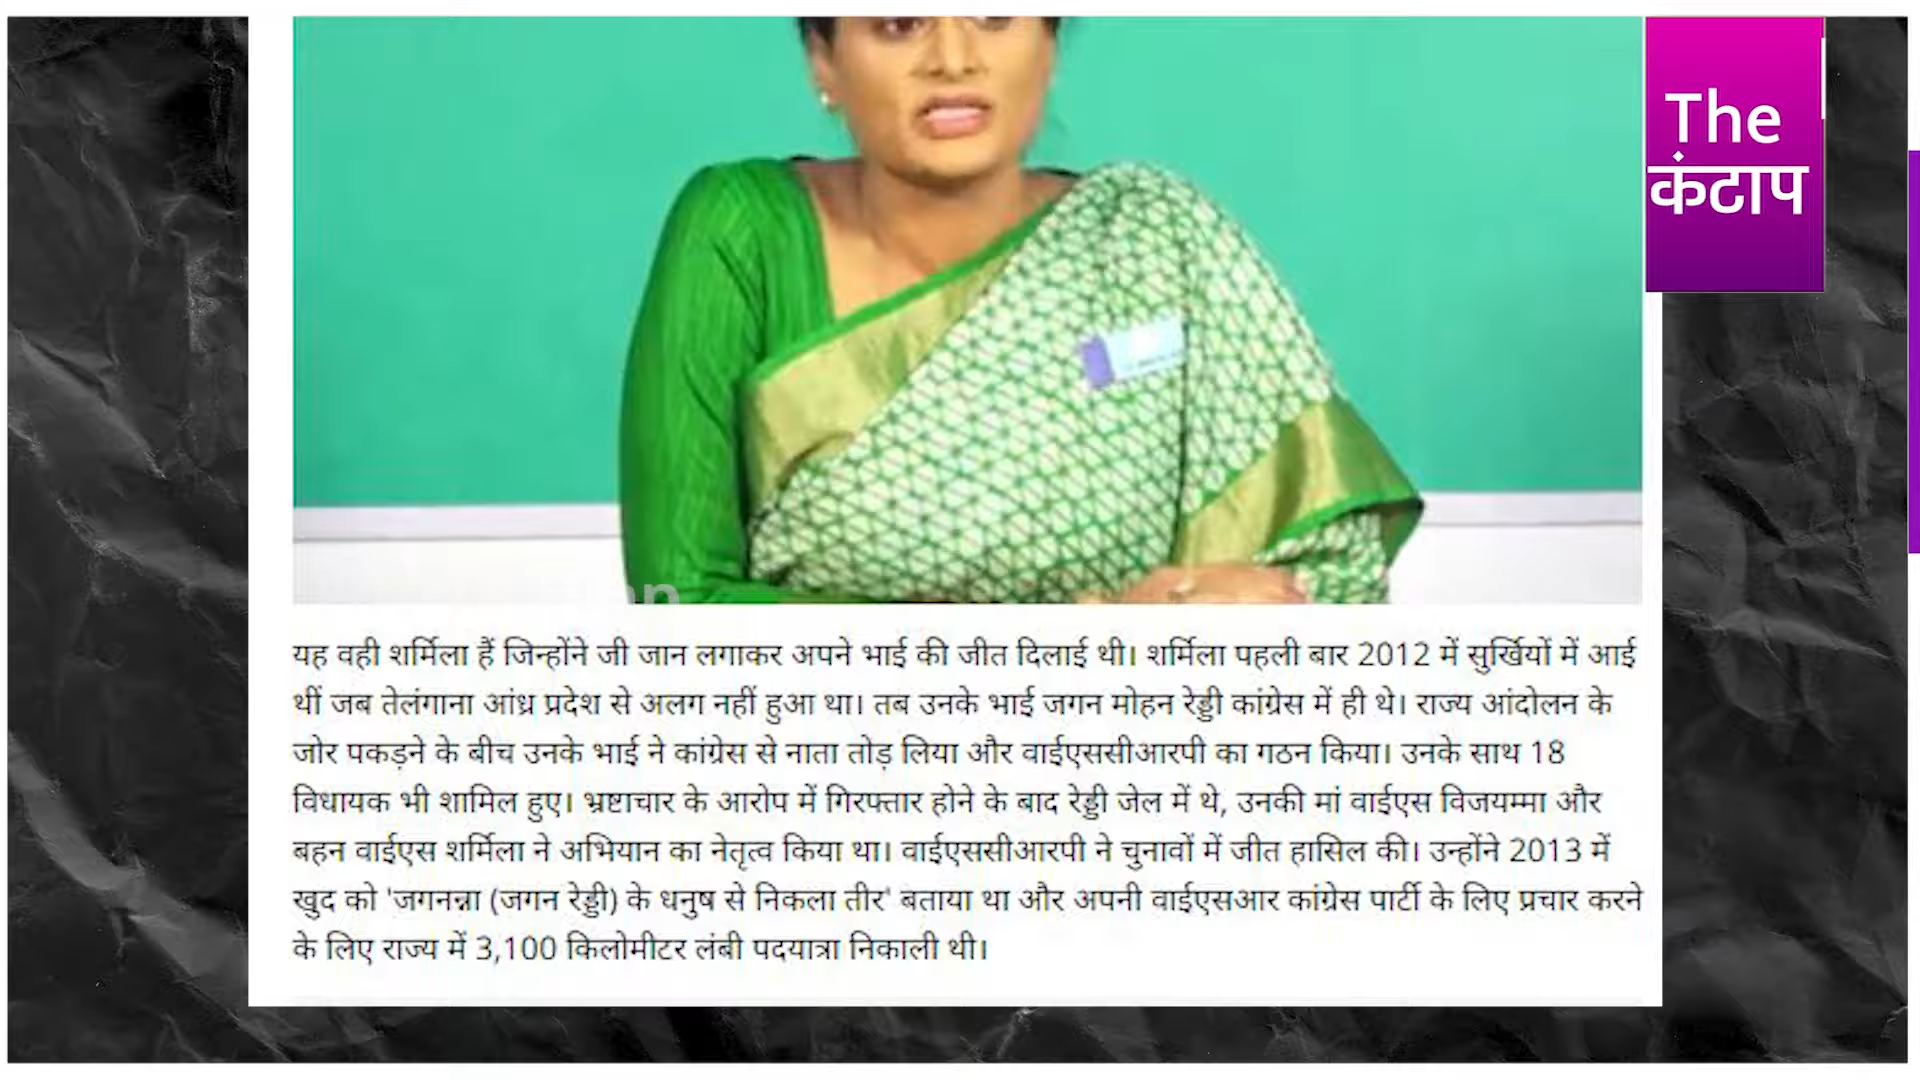 The
कंटाप
यह वही शर्मिला हैं जिन्होंने जी जान लगाकर अपने भाई की जीत दिलाई थी। शर्मिला पहली बार 2012 में सुर्खियों में आई
थीं जब तेलंगाना आंध्र प्रदेश से अलग नहीं हुआ था। तब उनके भाई जगन मोहन रेड्डी कांग्रेस में ही थे। राज्य आंदोलन के
जोर पकड़ने के बीच उनके भाई ने कांग्रेस से नाता तोड़ लिया और वाईएससीआरपी का गठन किया। उनके साथ 18
विधायक भी शामिल हुए। भ्रष्टाचार के आरोप में गिरफ्तार होने के बाद रेड्डी जेल में थे, उनकी मां वाईएस विजयम्मा और
बहन वाईएस शर्मिला ने अभियान का नेतृत्व किया था। वाईएससीआरपी ने चुनावों में जीत हासिल की। उन्होंने 2013 में
खुद को 'जगनन्ना (जगन रेड्डी) के धनुष से निकला तीर' बताया था और अपनी वाईएसआर कांग्रेस पार्टी के लिए प्रचार करने
के लिए राज्य में 3,100 किलोमीटर लंबी पदयात्रा निकाली थी।